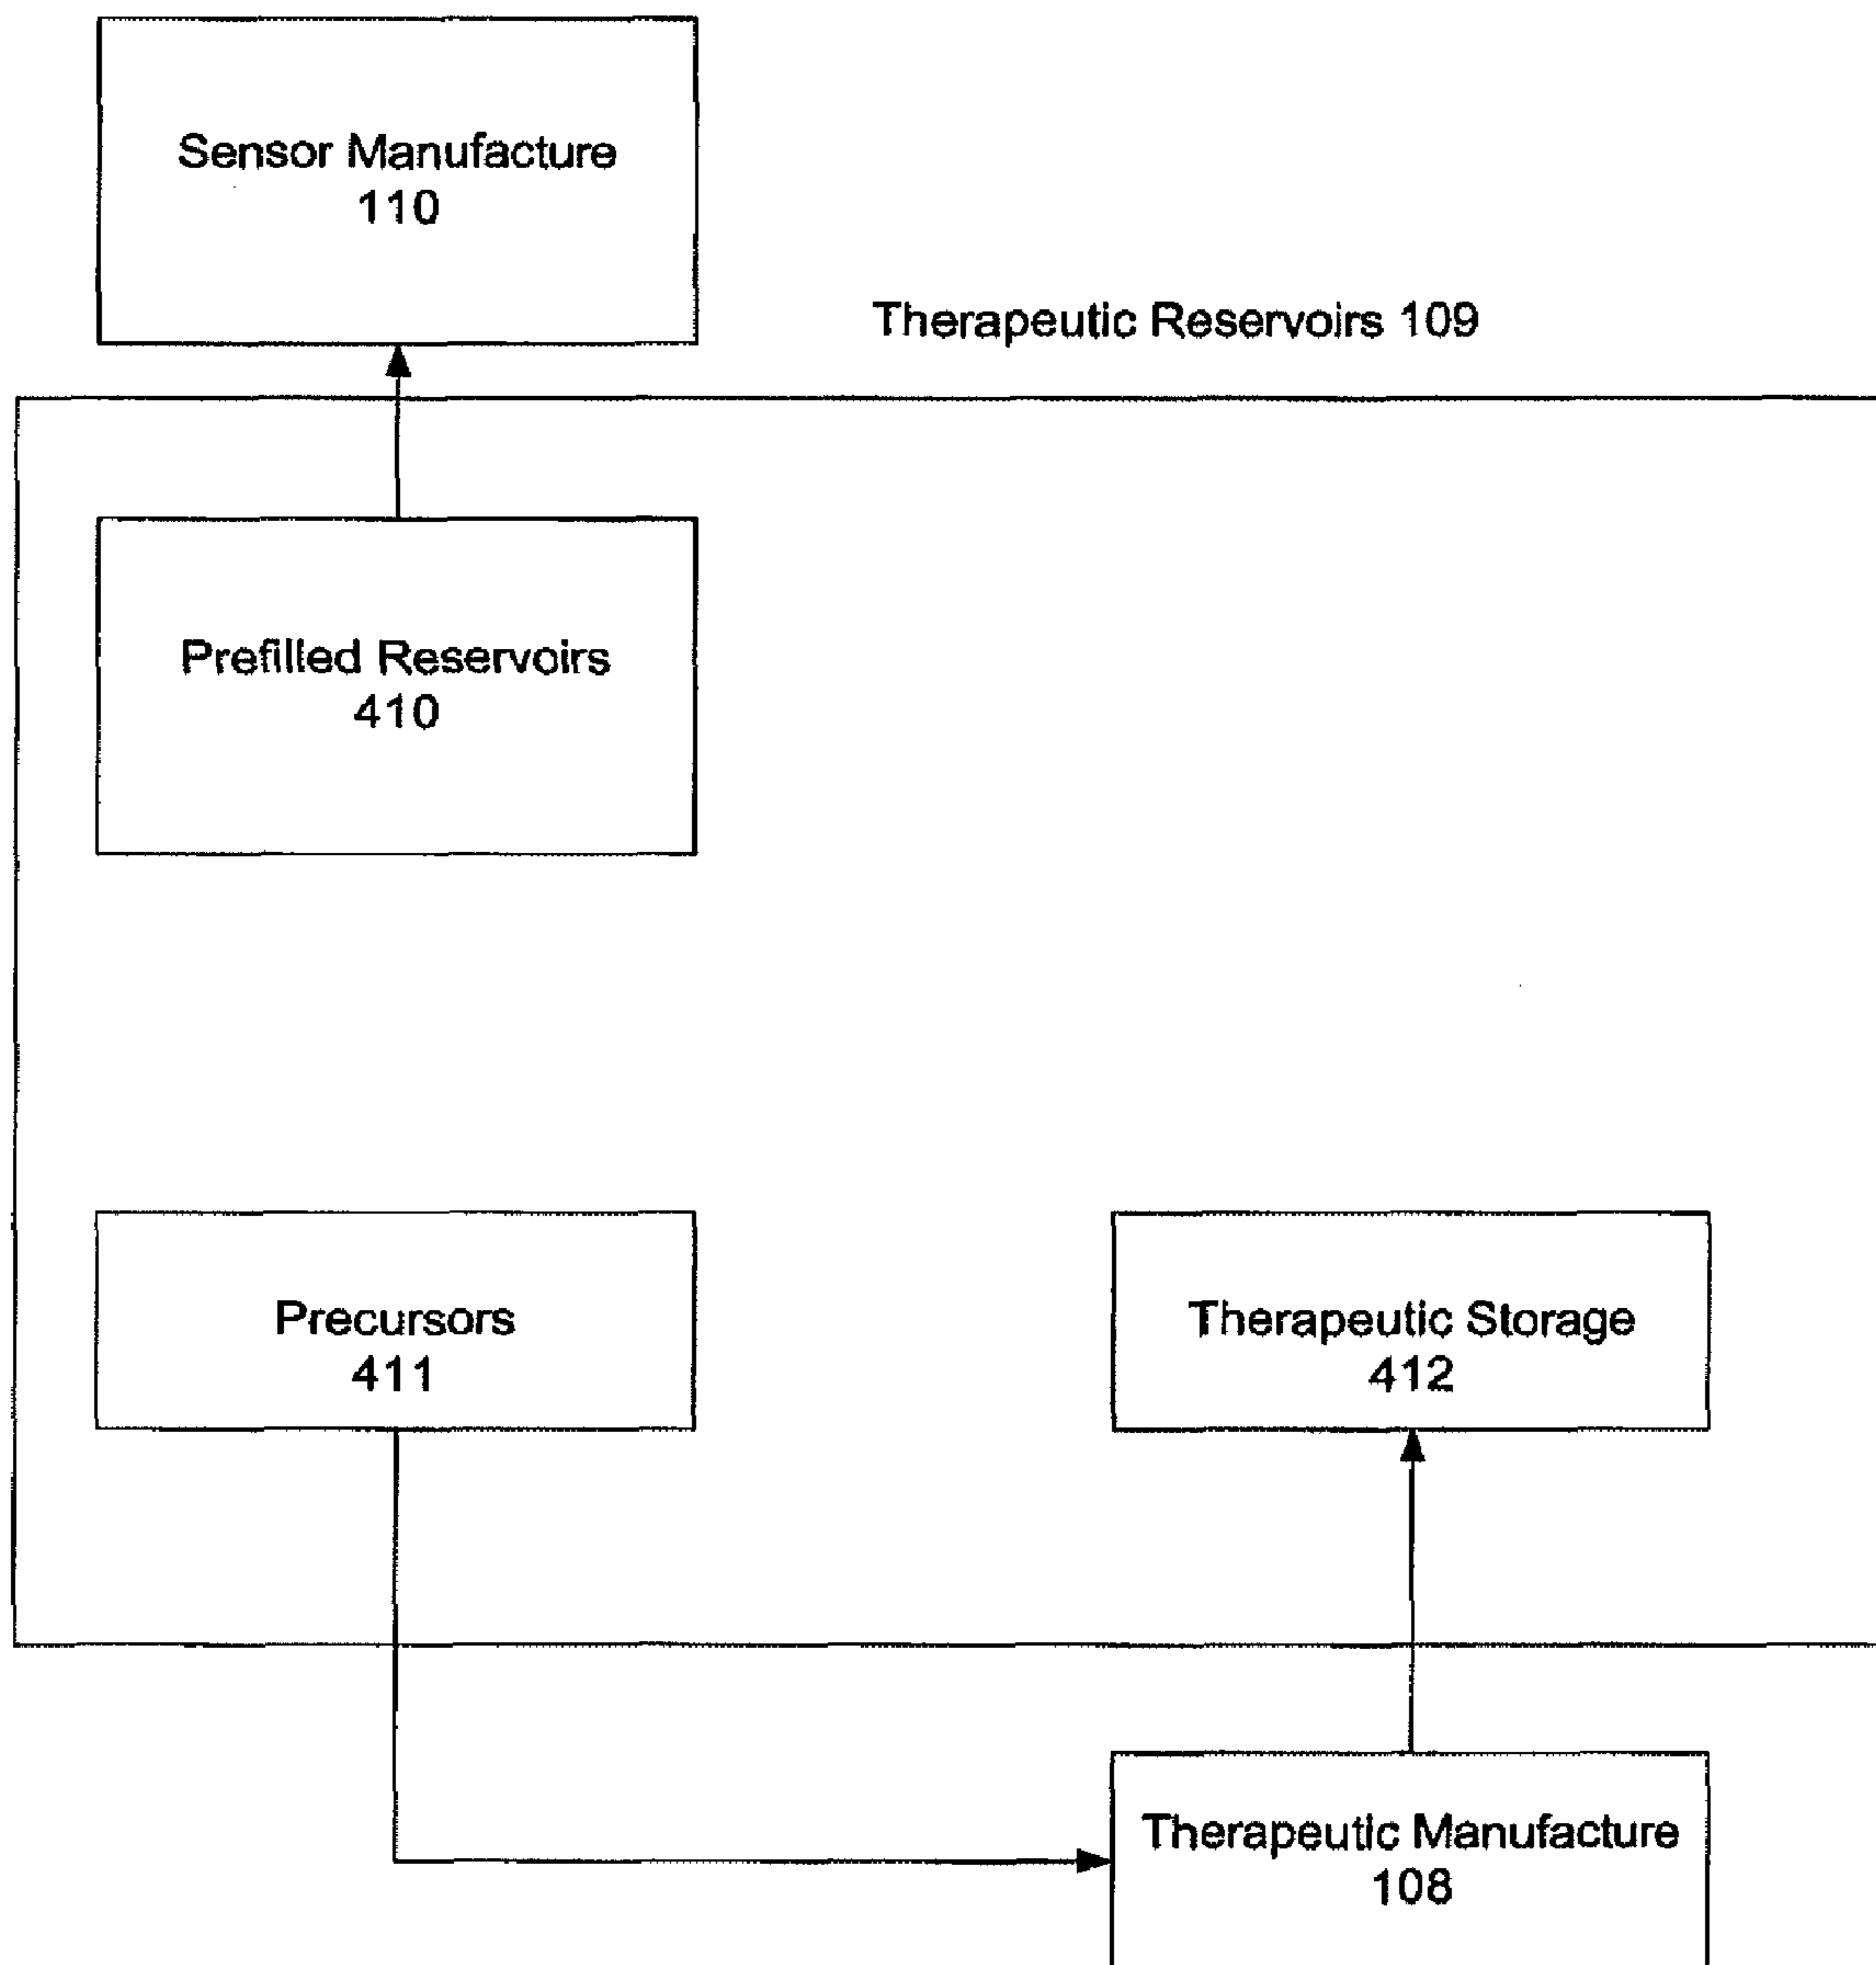 Sensor Manufacture
110
Therapeutic Reservoirs 109
Prefilled Reservoirs
410
Precursors
411
Therapeutic Storage
412
Therapeutic Manufacture
108